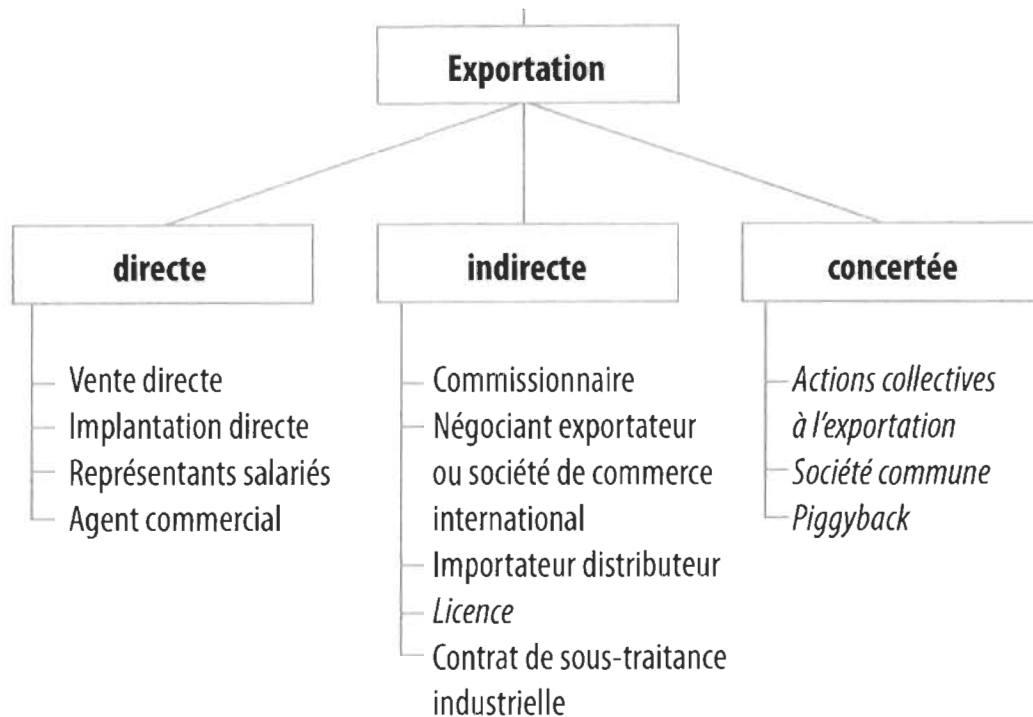 Exportation
directe
indirecte
concertée
Vente directe
Implantation directe
Représentants salariés
Agent commercial
Commissionnaire
Négociant exportateur
ou société de commerce
international
Importateur distributeur
Licence
Contrat de sous-traitance
industrielle
Actions collectives
à l'exportation
Société commune
Piggyback